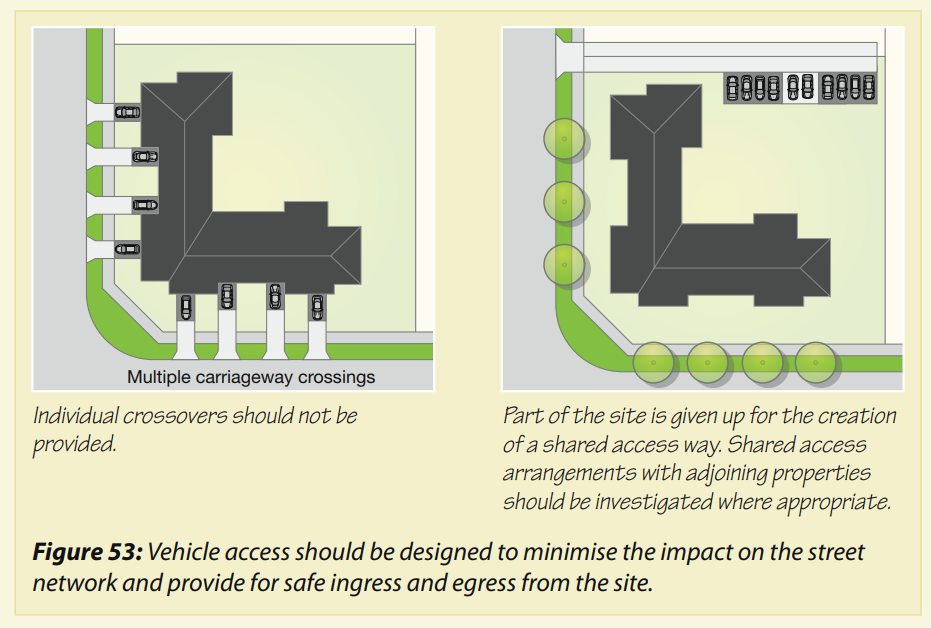 Multiple carriageway crossings
Individual crossovers should not be
provided.
Part of the site is given up for the creation
of a shared access way. Shared access
arrangements with adjoining properties
should be investigated where appropriate.
Figure 53: Vehicle access should be designed to minimise the impact on the street
network and provide for safe ingress and egress from the site.